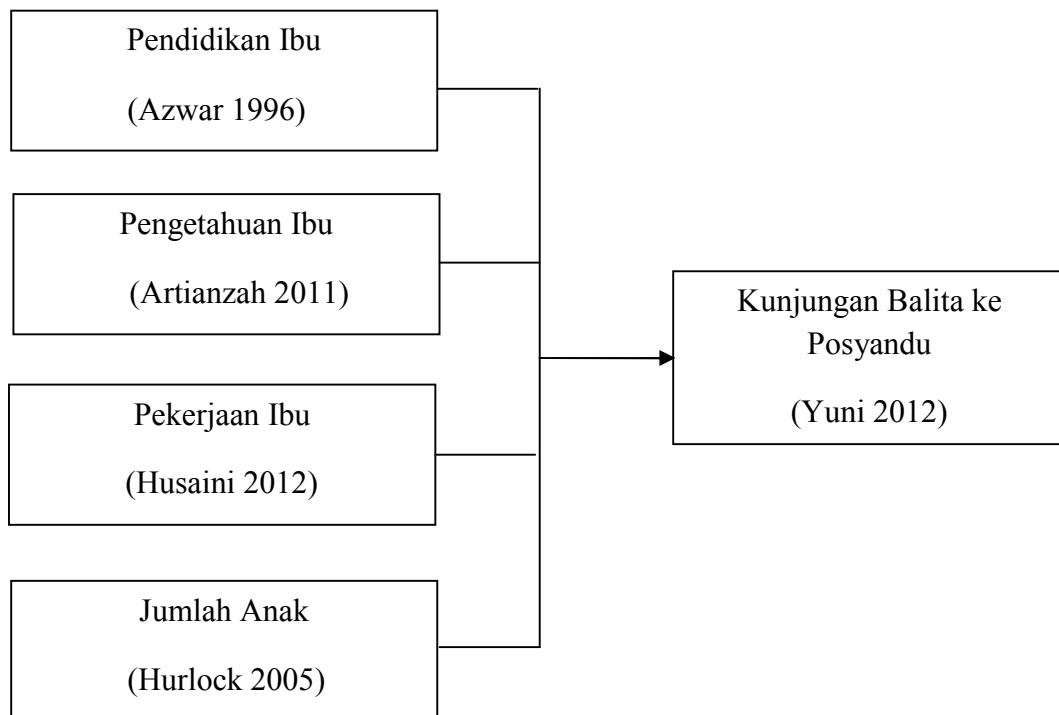 Pendidikan Ibu
(Azwar 1996)
Pengetahuan Ibu
(Artianzah 2011)
Pekerjaan Ibu
(Husaini 2012)
Jumlah Anak
(Hurlock 2005)
Kunjungan Balita ke
Posyandu
(Yuni 2012)